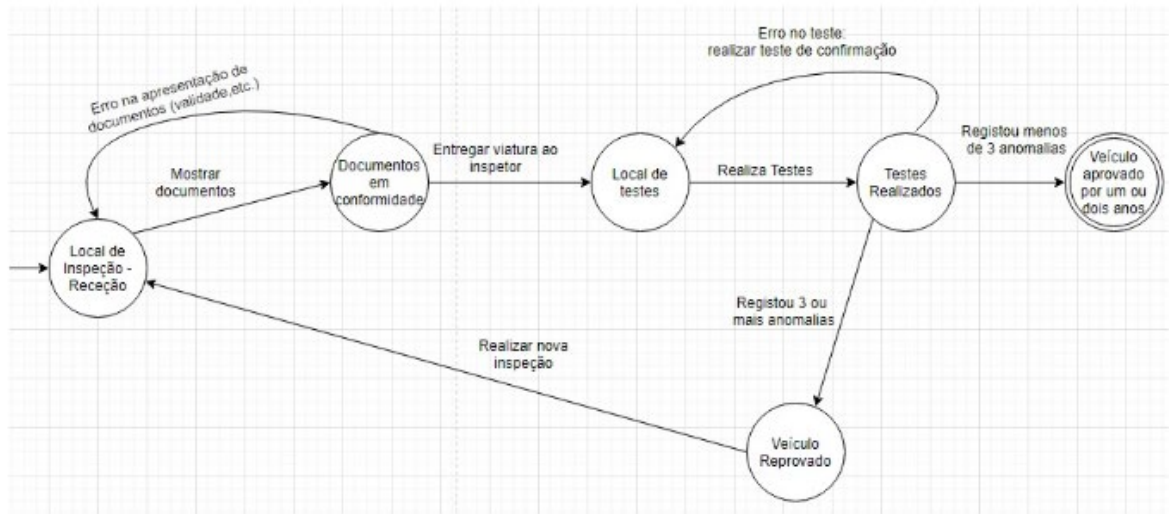 Erro no teste:
realizar teste de confirmação
Erro na apresentação de
documentos (validade,etc.)
Mostrar
documentos
Documentos
em
conformidade
Entregar viatura ao
inspetor
Local de
testes
Realiza Testes
Testes
Realizados
Registou menos
de 3 anomalias
Veículo
aprovado
por um ou
dois anos
Local de
Inspeção -
Receção
Registou 3 ou
mais anomalias
Realizar nova
inspeção
Veículo
Reprovado